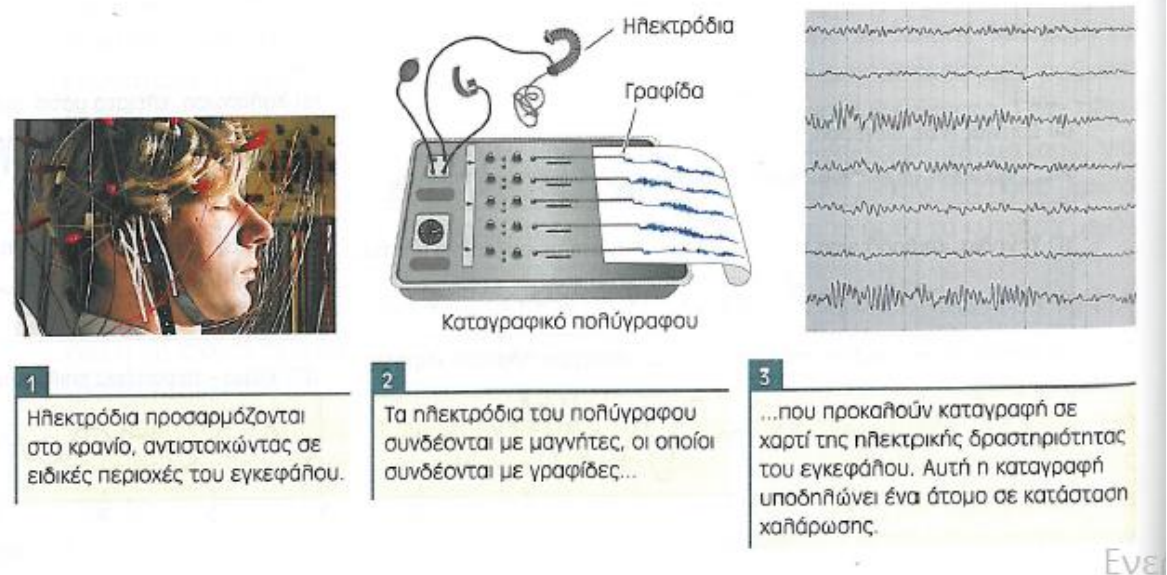 Ηλεκτρόδια
Γραφίδα
Καταγραφικό πολύγραφου
1
Ηλεκτρόδια προσαρμόζονται
στο κρανίο, αντιστοιχώντας σε
ειδικές περιοχές του εγκεφάλου.
2
Τα ηλεκτρόδια του πολύγραφου
συνδέονται με μαγνήτες, οι οποίοι
συνδέονται με γραφίδες...
3
...που προκαλούν καταγραφή σε
χαρτί της ηλεκτρικής δραστηριότητας
του εγκεφάλου. Αυτή η καταγραφή
υποδηλώνει ένα άτομο σε κατάσταση
χαλάρωσης.